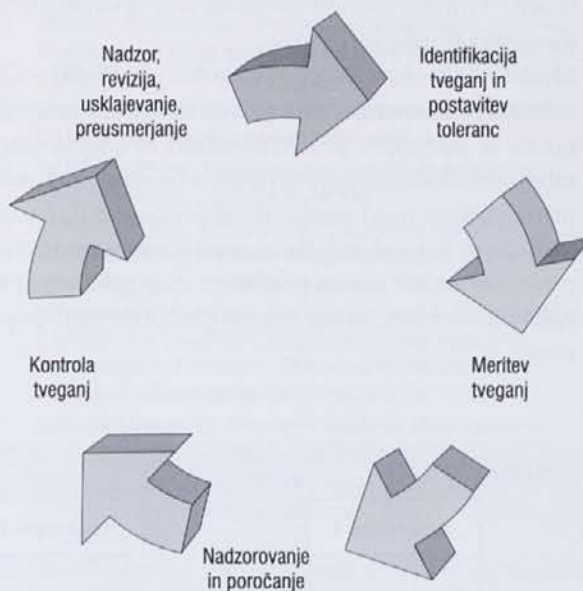 Nadzor,
revizija,
usklajevanje,
preusmerjanje
Identifikacija
tveganj in
postavitev
toleranc
Kontrola
tveganj
Meritev
tveganj
Nadzorovanje
in poročanje